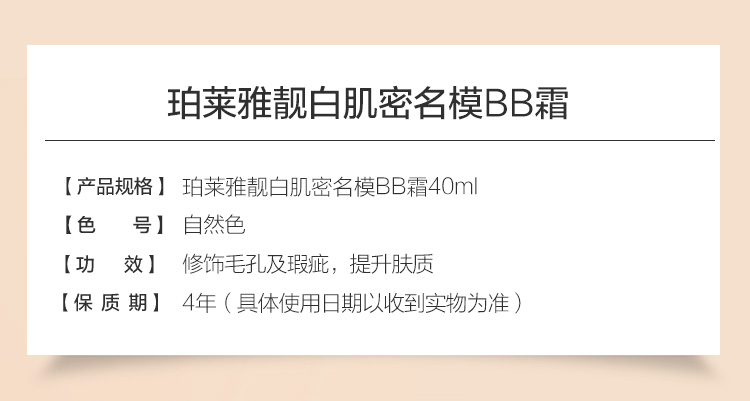 珀莱雅靓白肌密名模BB霜
【产品规格】 珀莱雅靓白肌密名模BB霜40ml
【色 号】 自然色
【功 效】 修饰毛孔及瑕疵，提升肤质
【保 质 期】 4年（具体使用日期以收到实物为准）